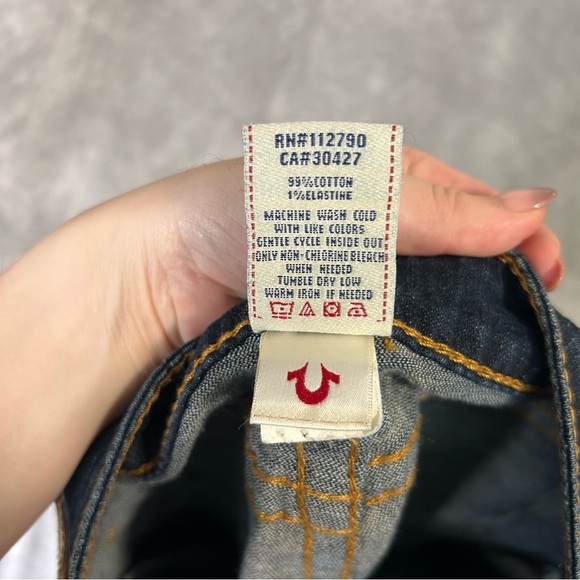 RN#112790
CA#30427
99%COTTON
1%ELASTINE
MACHINE WASH COLD
WITH LIKE COLORS
GENTLE CYCLE INSIDE OUT
ONLY NON-CHLORINE BLEACH
WHEN NEEDED
TUMBLE DRY LOW
WARM IRON IF NEEDED